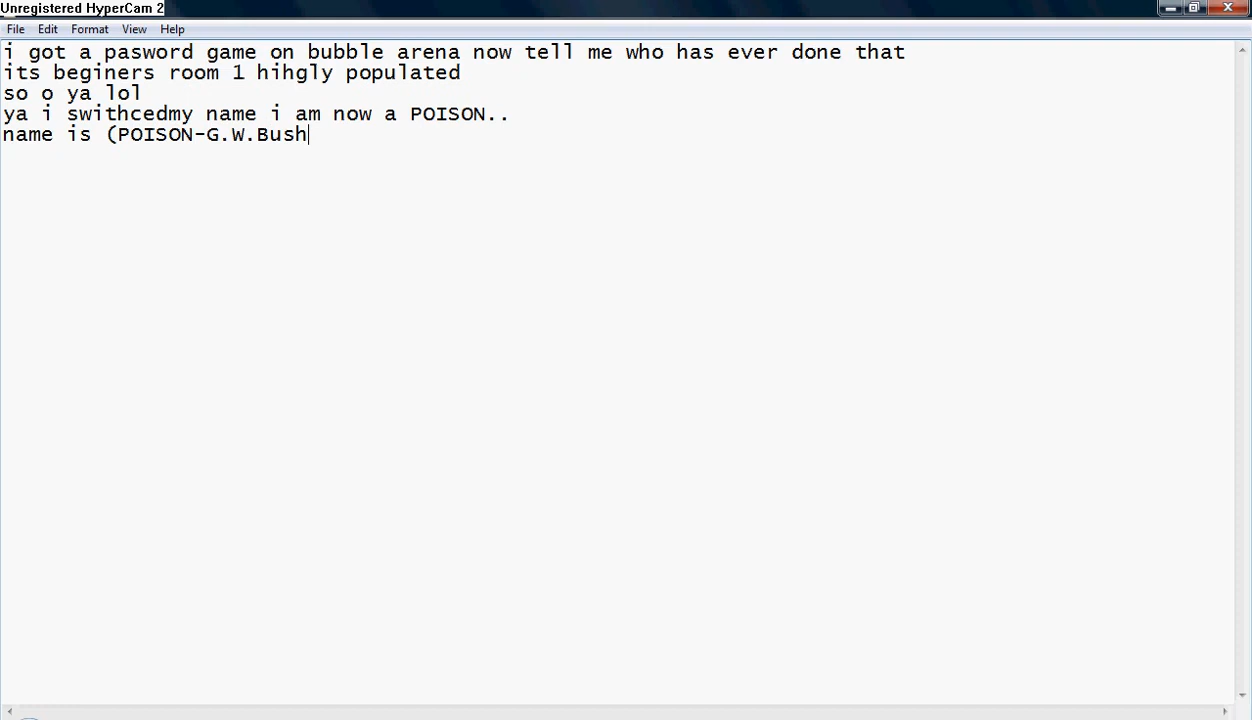 Unregistered HyperCam 2
File Edit Format View Help
i got a pasword game on bubble arena now tell me who has ever done that
its beginers room 1 hihgly populated
so o ya lol
ya i swithcedmy name i am now a POISON..
name is (POISON-G.W.Bush